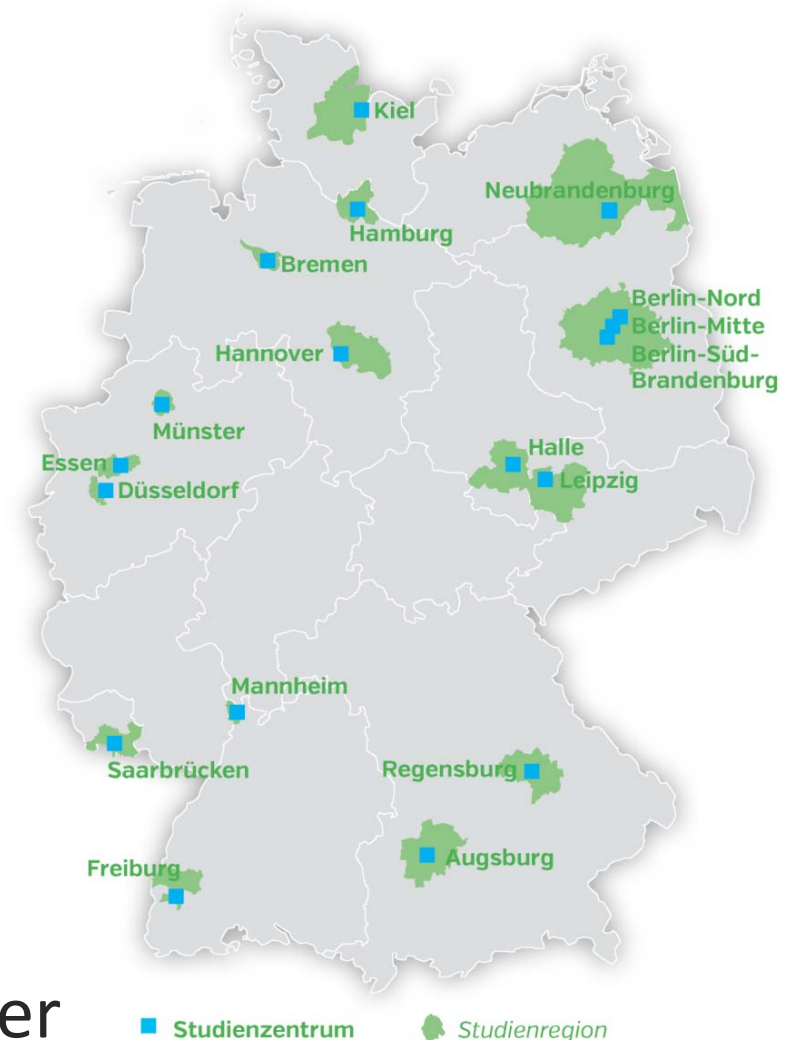 Kiel
Neubrandenburg
Hamburg
Bremen
Berlin-Nord
Berlin-Mitte
Berlin-Süd-
Brandenburg
Hannover
Münster
Halle
Essen
Leipzig
Düsseldorf
Mannheim
Saarbrücken
Regensburg
Augsburg
Freiburg
er
Studienzentrum
Studienregion